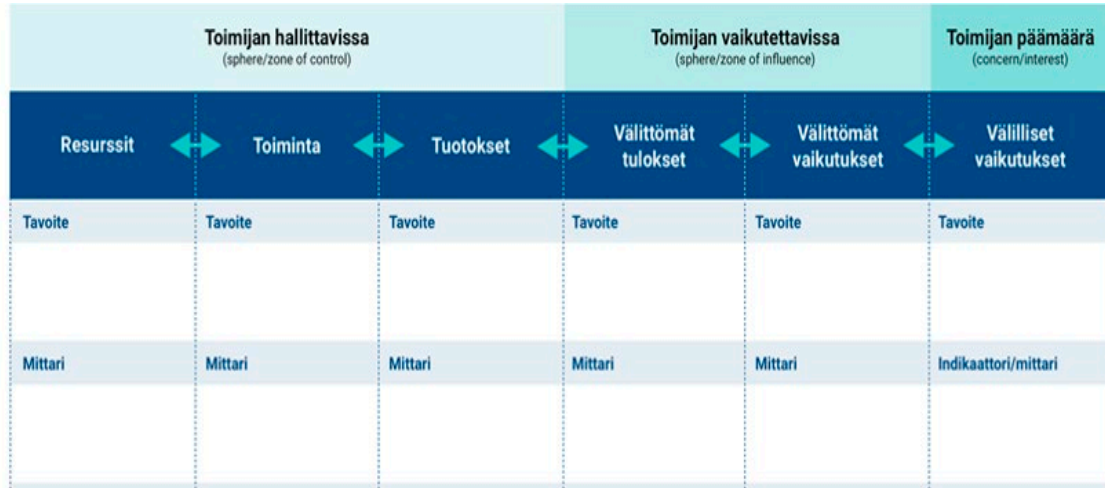 Toimijan hallittavissa
(sphere/zone of control)
Toimijan vaikutettavissa
(sphere/zone of influence)
Toimijan päämäärä
(concern/interest)
Resurssit
Toiminta
Tuotokset
Välittömät
tulokset
Välittömät
vaikutukset
Välilliset
vaikutukset
Tavoite
Tavoite
Tavoite
Tavoite
Tavoite
Tavoite
Mittari
Mittari
Mittari
Mittari
Mittari
Indikaattori/mittari